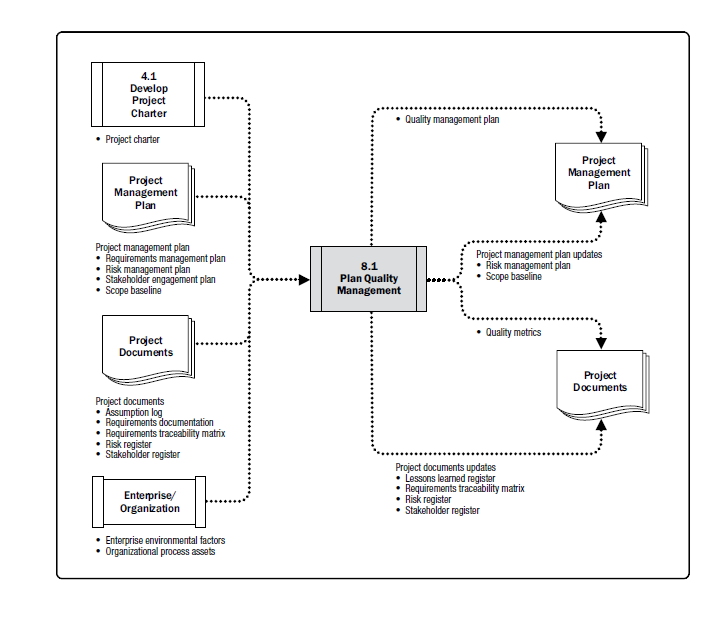 4.1
Develop
Project
Charter
• Project charter
Project
Management
Plan
Project management plan
• Requirements management plan
• Risk management plan
• Stakeholder engagement plan
• Scope baseline
Project
Documents
Project documents
• Assumption log
• Requirements documentation
• Requirements traceability matrix
• Risk register
• Stakeholder register
Enterprise/
Organization
• Enterprise environmental factors
• Organizational process assets
8.1
Plan Quality
Management
• Quality management plan
Project
Management
Plan
Project management plan updates
• Risk management plan
• Scope baseline
• Quality metrics
Project
Documents
Project documents updates
• Lessons learned register
• Requirements traceability matrix
• Risk register
• Stakeholder register